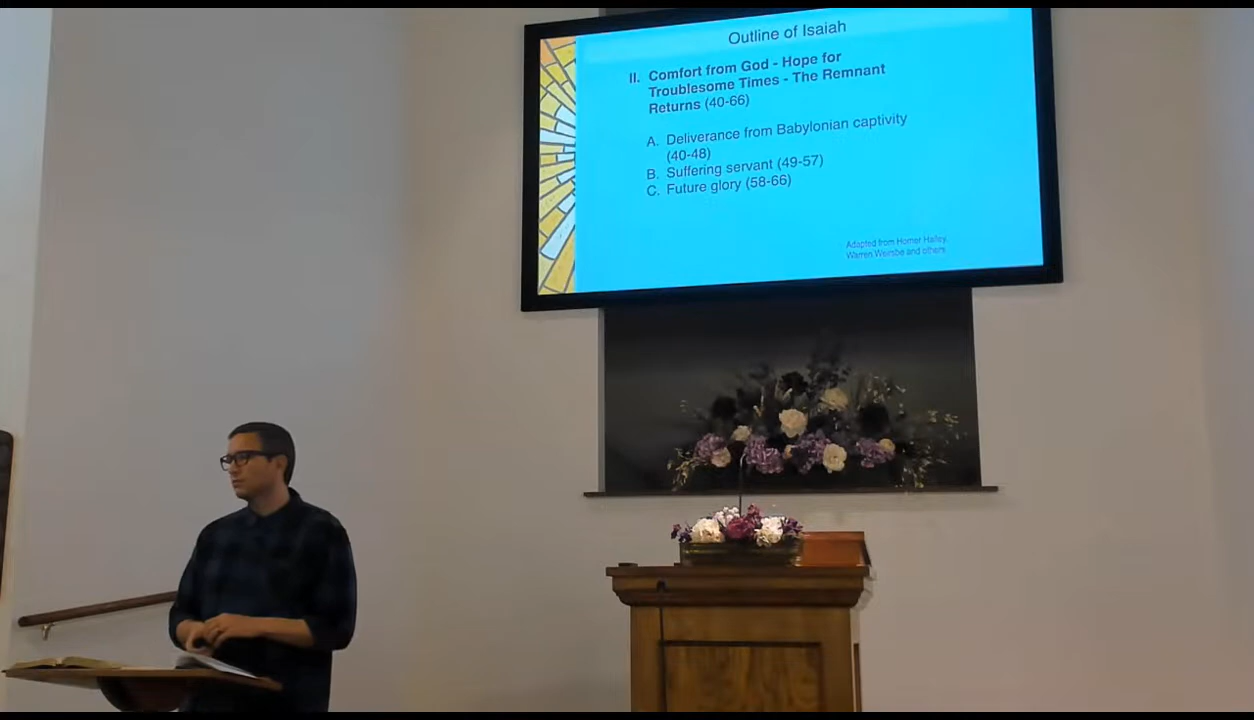 Outline of Isaiah
II. Comfort from God - Hope for
Troublesome Times - The Remnant
Returns (40-66)
A. Deliverance from Babylonian captivity
(40-48)
B. Suffering servant (49-57)
C. Future glory (58-66)
Adapted from Homer Hailey,
Warren Weirsbe and others